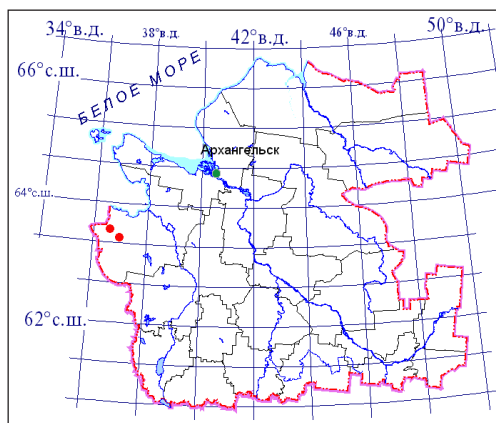 34°в.д.
38°в.д.
42°в.д.
46°в.д.
50°в.д.
66°с.ш.
БЕЛОЕ МОРЕ
Архангельск
64°с.ш.
62°с.ш.